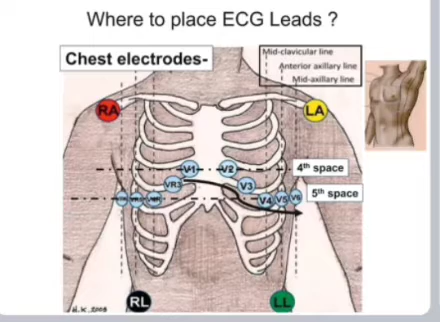 Where to place ECG Leads ?
Chest electrodes-
Mid-clavicular line
Anterior axillary line
Mid-axillary line
RA
LA
V1
V2
4th space
VR3
V3
5th space
V4
V5
V6
RL
LL